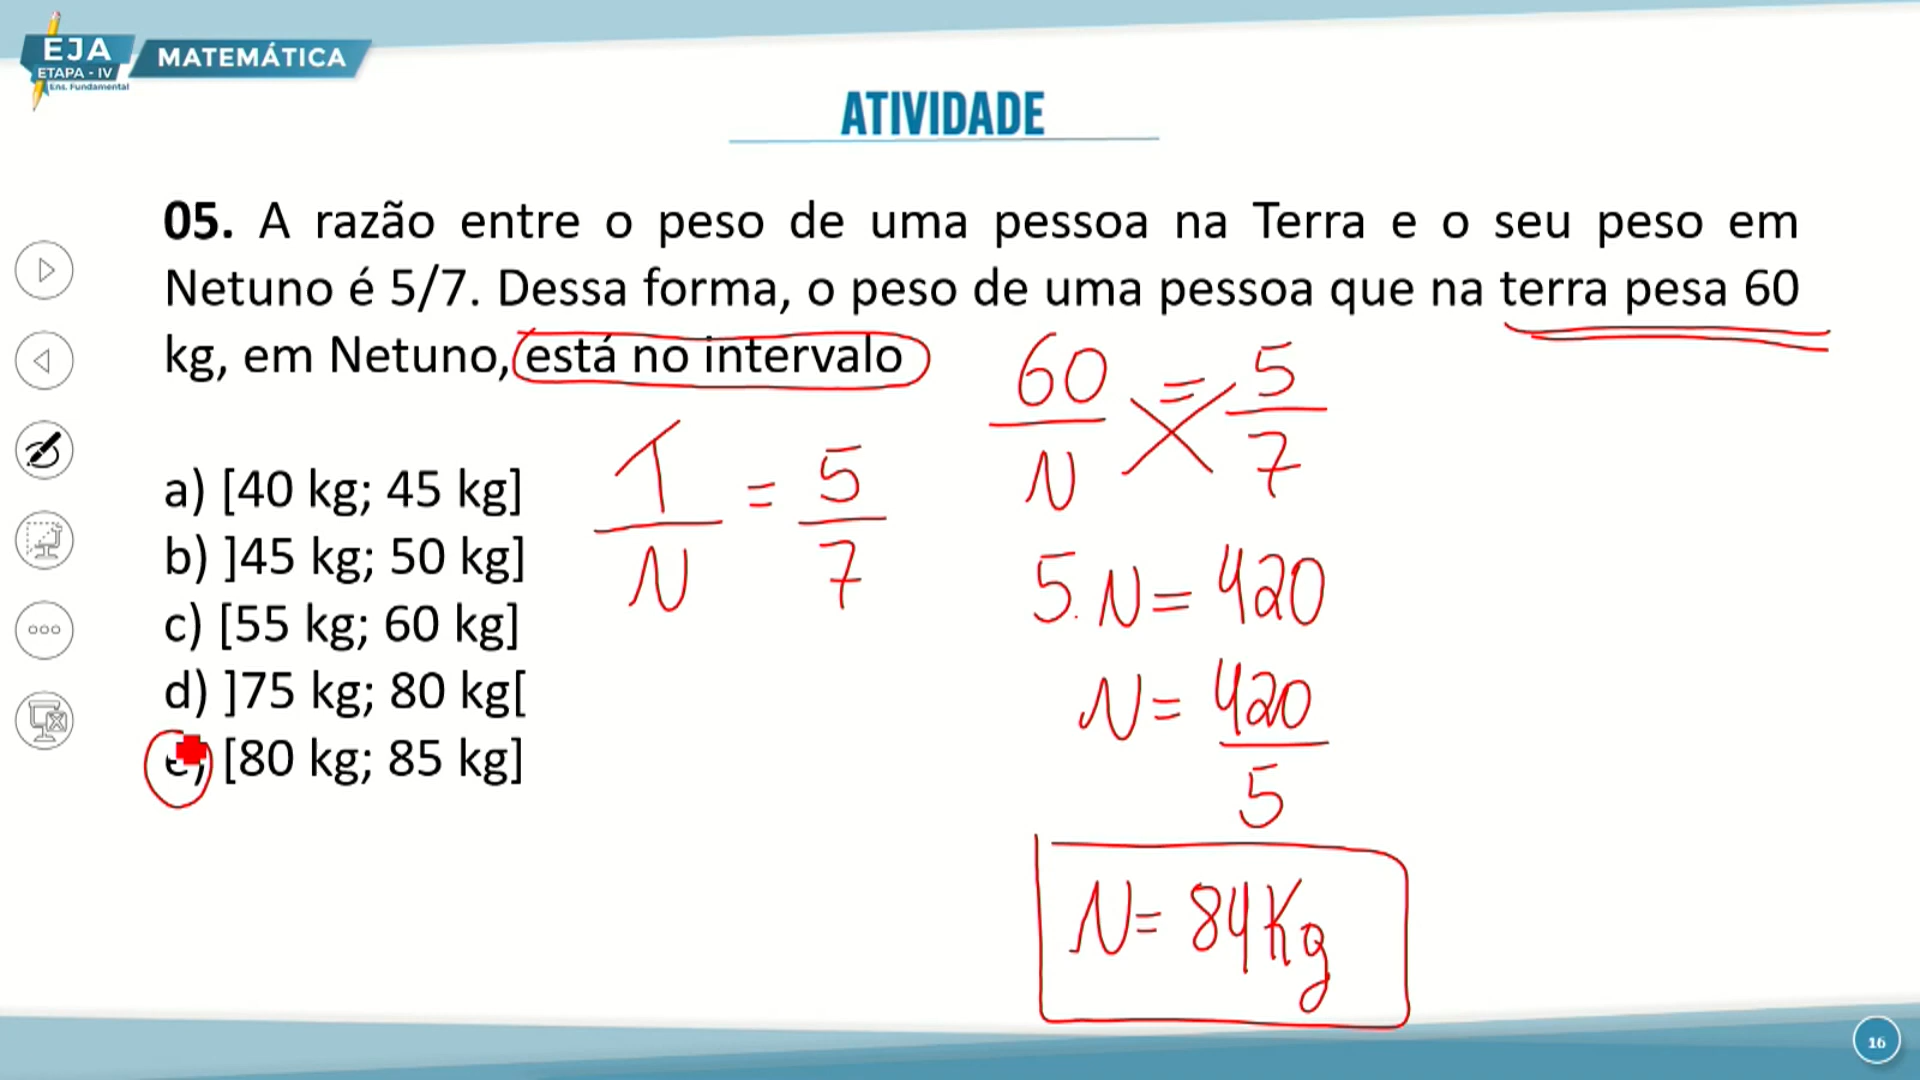 EJA
ETAPA - IV
Ens. Fundamental
MATEMÁTICA
ATIVIDADE
05. A razão entre o peso de uma pessoa na Terra e o seu peso em
Netuno é 5/7. Dessa forma, o peso de uma pessoa que na terra pesa 60
kg, em Netuno, está no intervalo
a) [40 kg; 45 kg]
b) ]45 kg; 50 kg]
c) [55 kg; 60 kg]
d) ]75 kg; 80 kg[
e) [80 kg; 85 kg]
T/N = 5/7
60/N = 5/7
5.N = 420
N = 420/5
N = 84Kg
16